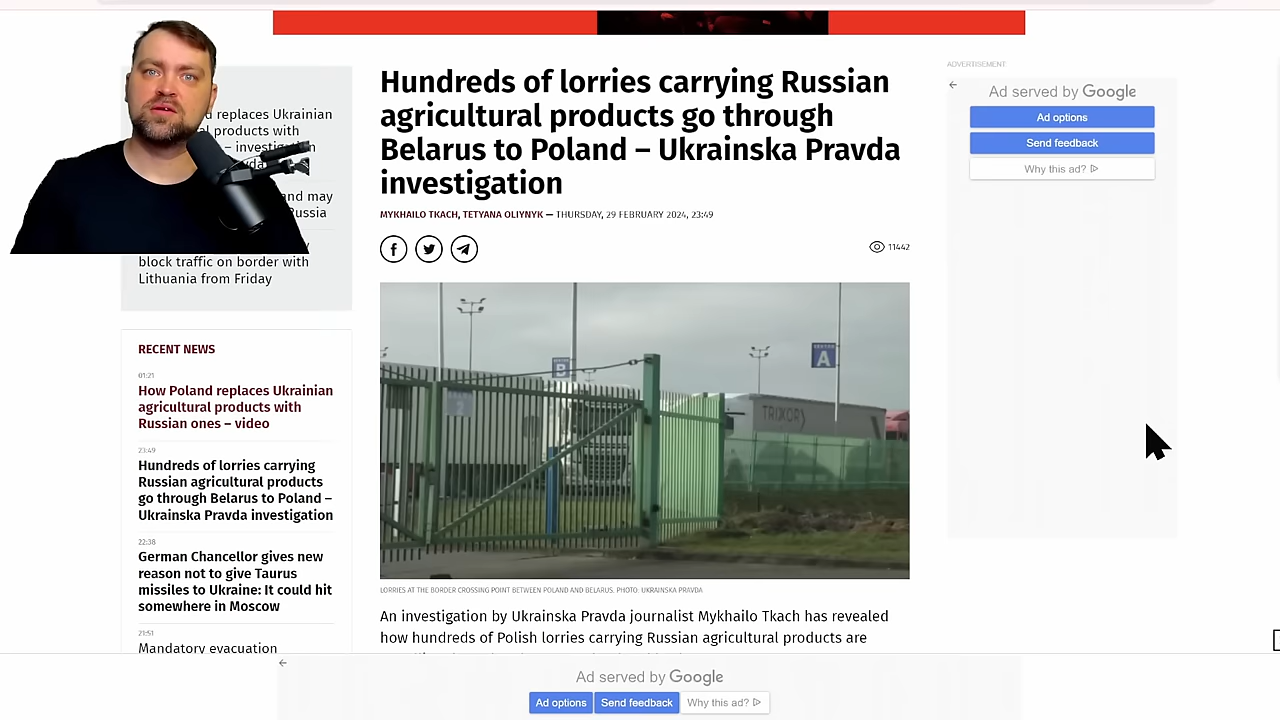 d replaces Ukrainian
al products with
– investigation
and may
ussia
block traffic on border with
Lithuania from Friday
RECENT NEWS
01:21
How Poland replaces Ukrainian
agricultural products with
Russian ones – video
23:49
Hundreds of lorries carrying
Russian agricultural products
go through Belarus to Poland –
Ukrainska Pravda investigation
22:38
German Chancellor gives new
reason not to give Taurus
missiles to Ukraine: It could hit
somewhere in Moscow
21:51
Mandatory evacuation
Hundreds of lorries carrying Russian
agricultural products go through
Belarus to Poland – Ukrainska Pravda
investigation
MYKHAILO TKACH, TETYANA OLIYNYK — THURSDAY, 29 FEBRUARY 2024, 23:49
11442
B
A
TRIXOR
LORRIES AT THE BORDER CROSSING POINT BETWEEN POLAND AND BELARUS. PHOTO: UKRAINSKA PRAVDA
An investigation by Ukrainska Pravda journalist Mykhailo Tkach has revealed
how hundreds of Polish lorries carrying Russian agricultural products are
ADVERTISEMENT
Ad served by Google
Ad options
Send feedback
Why this ad?
Ad served by Google
Ad options
Send feedback
Why this ad?